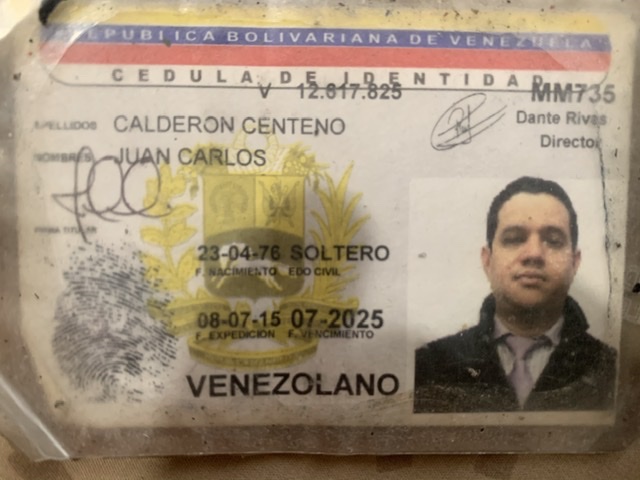 REPUBLICA BOLIVARIANA DE VENEZUELA
CEDULA DE IDENTIDAD
V 12.617.825
MM735
APELLIDOS CALDERON CENTENO
Dante Rivas
Director
NOMBRES JUAN CARLOS
FIRMA TITULAR
23-04-76 SOLTERO
F. NACIMIENTO EDO CIVIL
08-07-15 07-2025
F. EXPEDICION F. VENCIMIENTO
VENEZOLANO